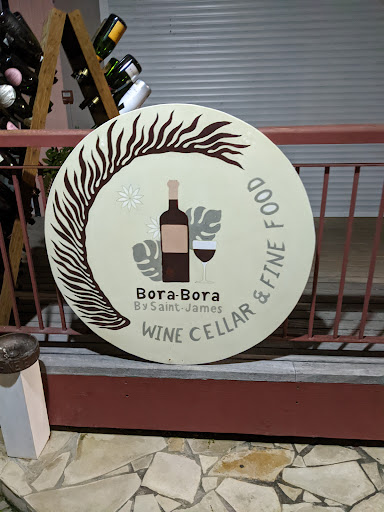 Bora-Bora
By Saint-James
WINE CELLAR & FINE FOOD